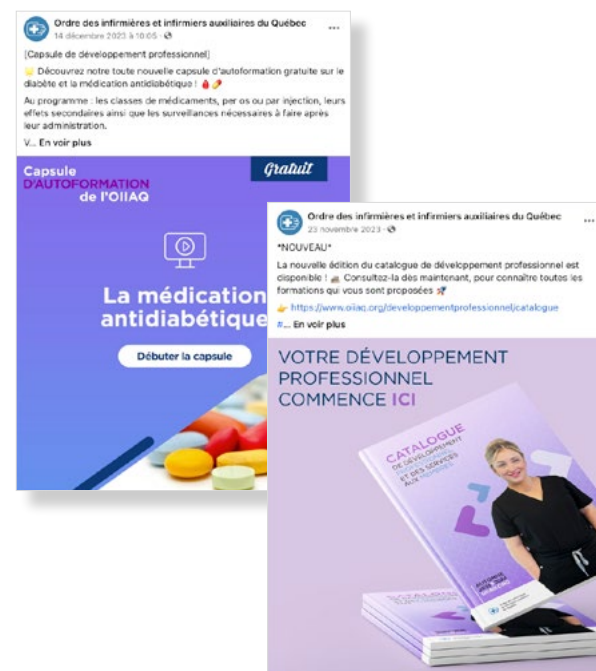 Ordre des infirmières et infirmiers auxiliaires du Québec
14 décembre 2023 à 10:05
[Capsule de développement professionnel]
Découvrez notre toute nouvelle capsule d'autoformation gratuite sur le
diabète et la médication antidiabétique !
Au programme : les classes de médicaments, per os ou par injection, leurs
effets secondaires ainsi que les surveillances nécessaires à faire après
leur administration.
V... En voir plus
Capsule
D'AUTOFORMATION
de l'OIIAQ
Gratuit
La médication
antidiabétique
Débuter la capsule
Ordre des infirmières et infirmiers auxiliaires du Québec
23 novembre 2023
*NOUVEAU*
La nouvelle édition du catalogue de développement professionnel est
disponible ! Consultez-la dès maintenant, pour connaître toutes les
formations qui vous sont proposées
https://www.oiiaq.org/developpementprofessionnel/catalogue
#... En voir plus
VOTRE DÉVELOPPEMENT
PROFESSIONNEL
COMMENCE ICI
CATALOGUE
DE DÉVELOPPEMENT
PROFESSIONNEL
ET DES SERVICES
AUX MEMBRES